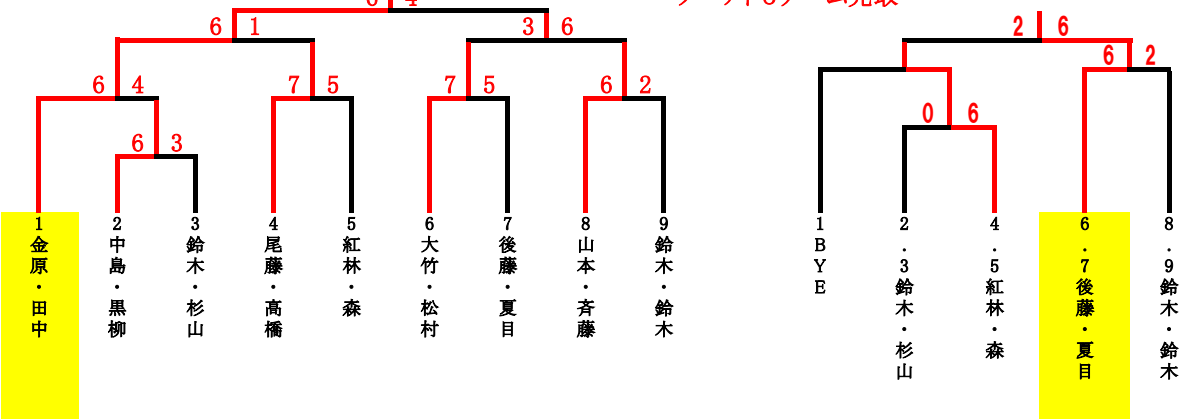 6 1
3 6
2 6
6 4
7 5
7 5
6 2
6 2
6 3
0 6
1 金原・田中
2 中島・黒柳
3 鈴木・杉山
4 尾藤・高橋
5 紅林・森
6 大竹・松村
7 後藤・夏目
8 山本・斉藤
9 鈴木・鈴木
1 BYE
2.3鈴木・杉山
4.5紅林・森
6.7後藤・夏目
8.9鈴木・鈴木